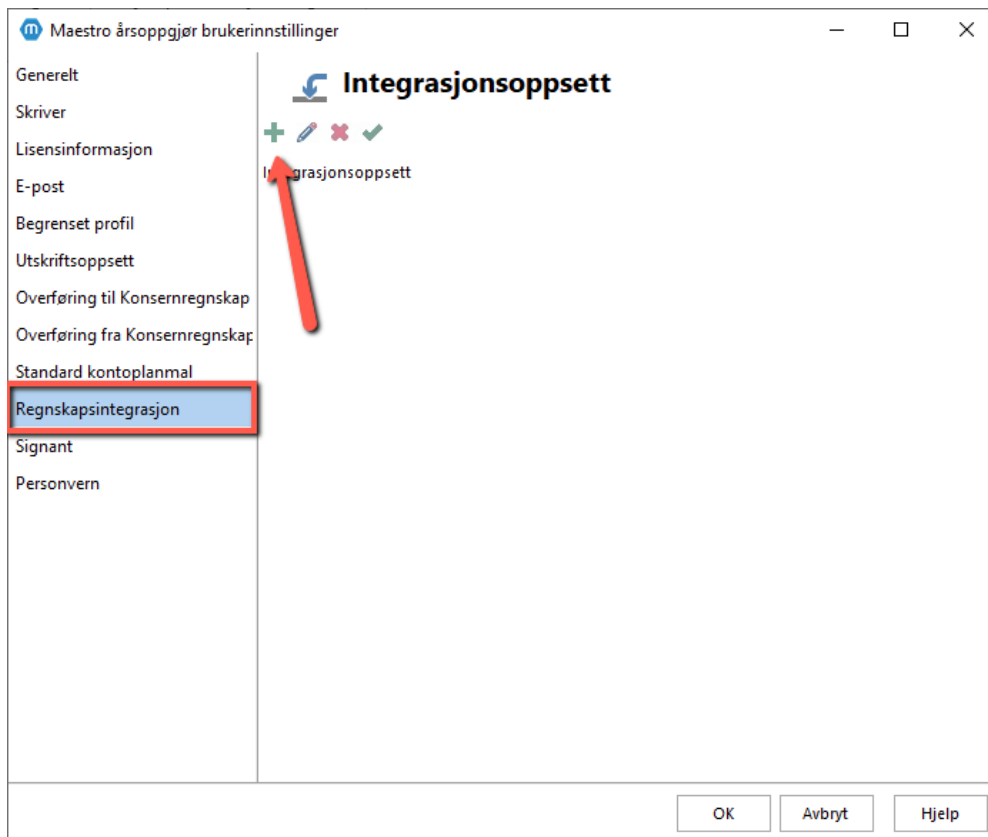 Maestro årsoppgjør brukerinnstillinger
Generelt
Skriver
Lisensinformasjon
E-post
Begrenset profil
Utskriftsoppsett
Overføring til Konsernregnskap
Overføring fra Konsernregnskap
Standard kontoplanmal
Regnskapsintegrasjon
Signant
Personvern
Integrasjonsoppsett
Integrasjonsoppsett
OK
Avbryt
Hjelp